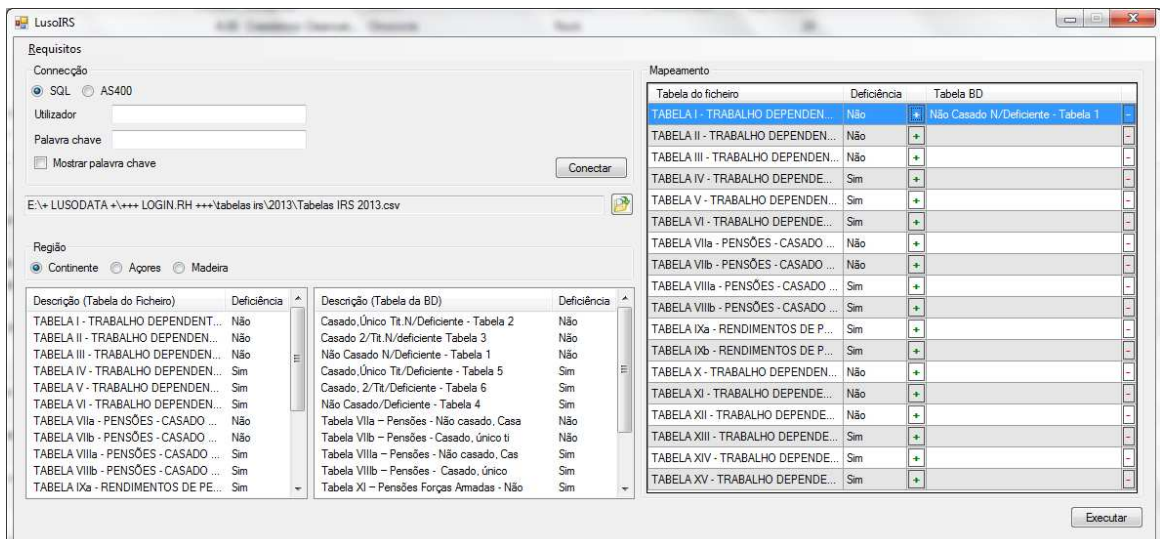 LusoIRS
Requisitos
Connecção
SQL AS400
Utilizador
Palavra chave
Mostrar palavra chave
Conectar
E:\+ LUSODATA +\+++ LOGIN.RH +++\tabelas irs\2013\Tabelas IRS 2013.csv
Região
Continente Açores Madeira
Descrição (Tabela do Ficheiro) Deficiência
TABELA I - TRABALHO DEPENDENT... Não
TABELA II - TRABALHO DEPENDEN... Não
TABELA III - TRABALHO DEPENDEN... Não
TABELA IV - TRABALHO DEPENDEN... Sim
TABELA V - TRABALHO DEPENDEN... Sim
TABELA VI - TRABALHO DEPENDEN... Sim
TABELA VIIa - PENSÕES - CASADO ... Não
TABELA VIIb - PENSÕES - CASADO ... Não
TABELA VIIIa - PENSÕES - CASADO ... Sim
TABELA VIIIb - PENSÕES - CASADO ... Sim
TABELA IXa - RENDIMENTOS DE PE... Sim
Descrição (Tabela da BD) Deficiência
Casado,Único Tit.N/Deficiente - Tabela 2 Não
Casado 2/Tit.N/deficiente Tabela 3 Não
Não Casado N/Deficiente - Tabela 1 Não
Casado,Único Tit/Deficiente - Tabela 5 Sim
Casado, 2/Tit/Deficiente - Tabela 6 Sim
Não Casado/Deficiente - Tabela 4 Sim
Tabela VIIa – Pensões - Não casado, Casa Não
Tabela VIIb – Pensões - Casado, único ti Não
Tabela VIIIa – Pensões - Não casado, Cas Sim
Tabela VIIIb – Pensões - Casado, único Sim
Tabela XI – Pensões Forças Armadas - Não Sim
Mapeamento
Tabela do ficheiro Deficiência Tabela BD
TABELA I - TRABALHO DEPENDEN... Não + Não Casado N/Deficiente - Tabela 1 -
TABELA II - TRABALHO DEPENDEN... Não + -
TABELA III - TRABALHO DEPENDEN... Não + -
TABELA IV - TRABALHO DEPENDE... Sim + -
TABELA V - TRABALHO DEPENDEN... Sim + -
TABELA VI - TRABALHO DEPENDE... Sim + -
TABELA VIIa - PENSÕES - CASADO ... Não + -
TABELA VIIb - PENSÕES - CASADO ... Não + -
TABELA VIIIa - PENSÕES - CASADO ... Sim + -
TABELA VIIIb - PENSÕES - CASADO ... Sim + -
TABELA IXa - RENDIMENTOS DE P... Sim + -
TABELA IXb - RENDIMENTOS DE P... Sim + -
TABELA X - TRABALHO DEPENDEN... Não + -
TABELA XI - TRABALHO DEPENDE... Não + -
TABELA XII - TRABALHO DEPENDE... Não + -
TABELA XIII - TRABALHO DEPENDE... Sim + -
TABELA XIV - TRABALHO DEPENDE... Sim + -
TABELA XV - TRABALHO DEPENDE... Sim + -
Executar